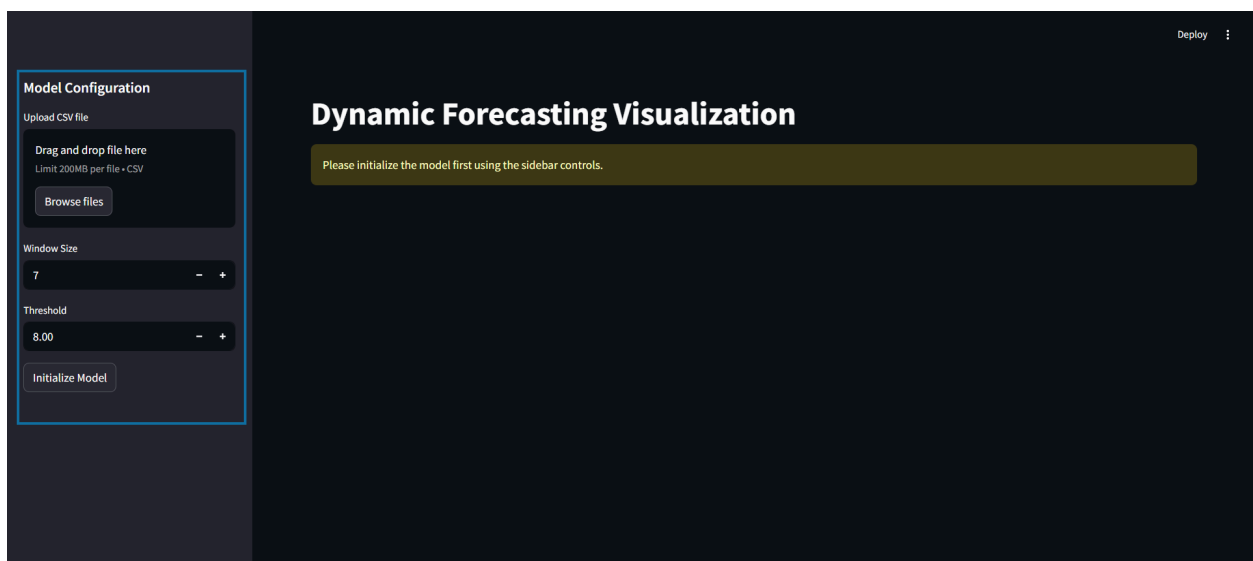 Deploy
Model Configuration
Upload CSV file
Drag and drop file here
Limit 200MB per file • CSV
Browse files
Window Size
7
Threshold
8.00
Initialize Model
Dynamic Forecasting Visualization
Please initialize the model first using the sidebar controls.